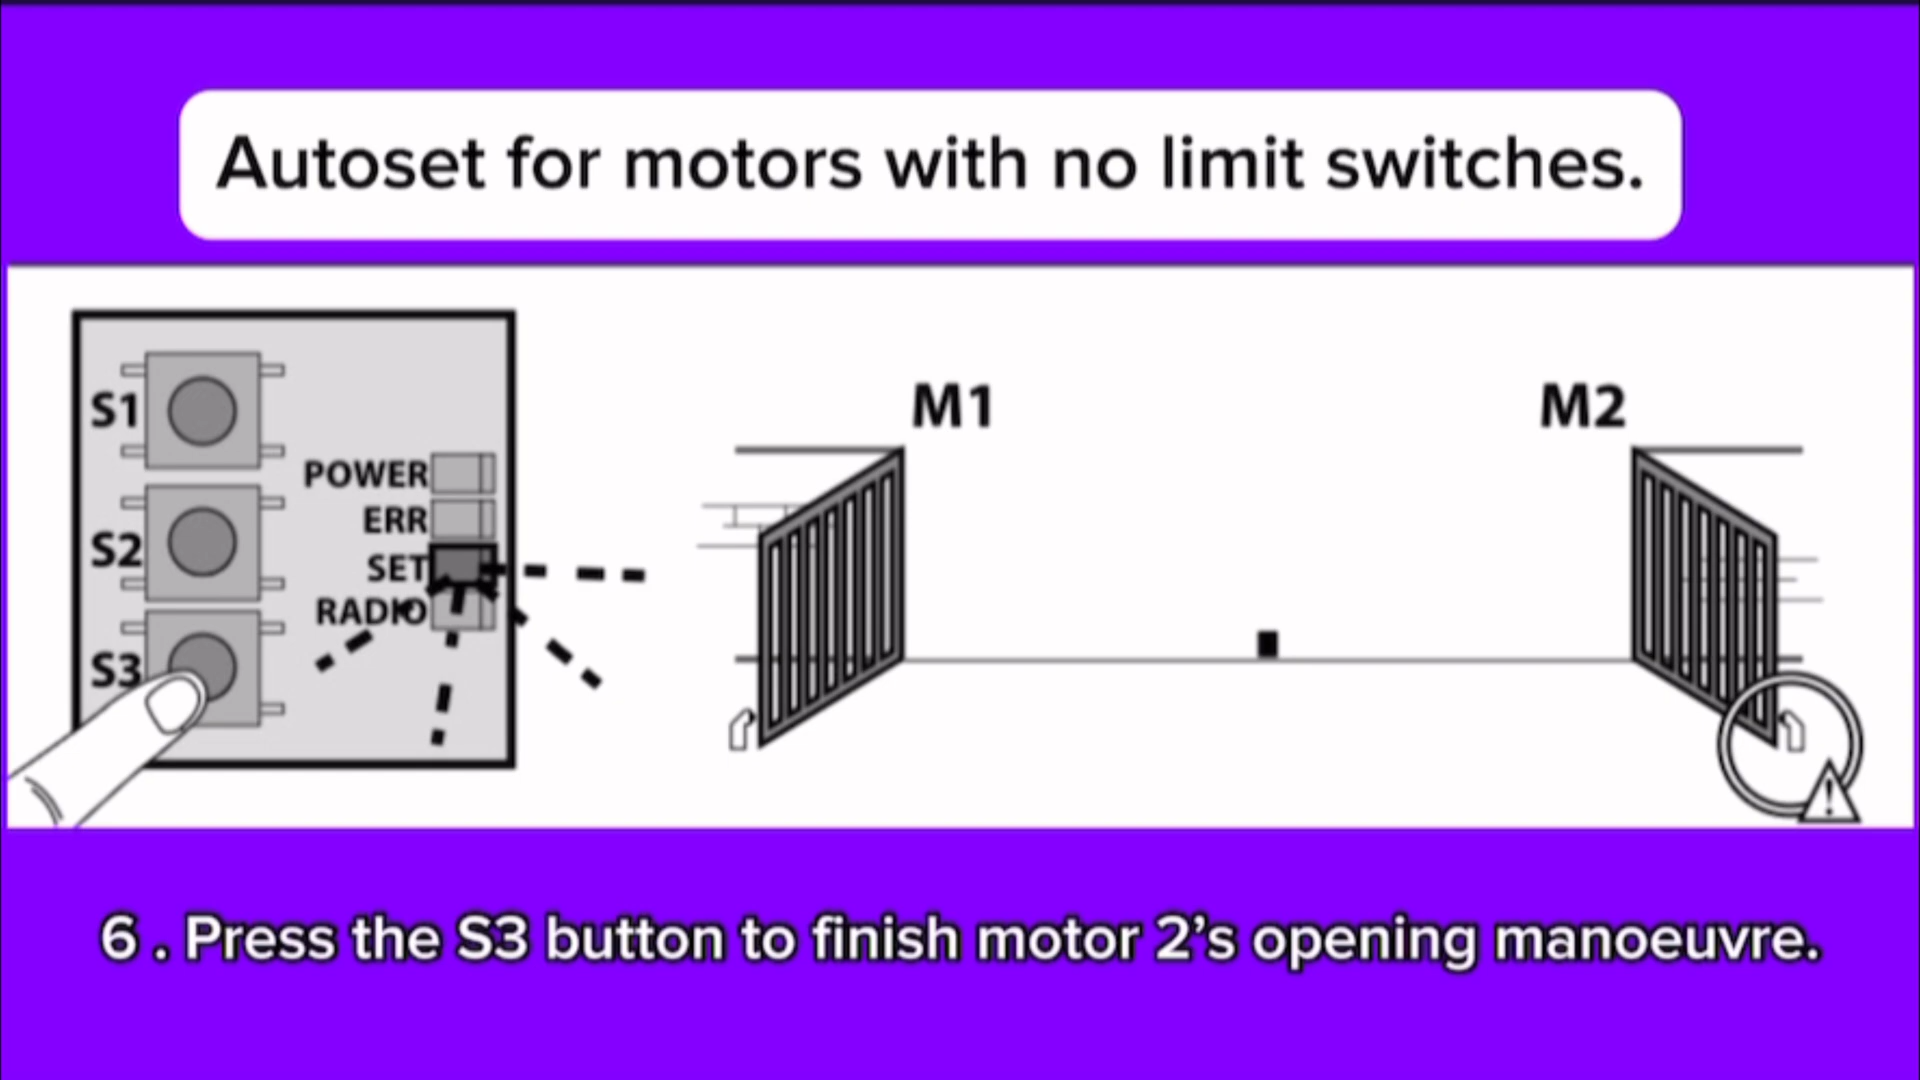 Autoset for motors with no limit switches.
S1
POWER
ERR
S2
SET
RADIO
S3
M1
M2
!
6 . Press the S3 button to finish motor 2’s opening manoeuvre.